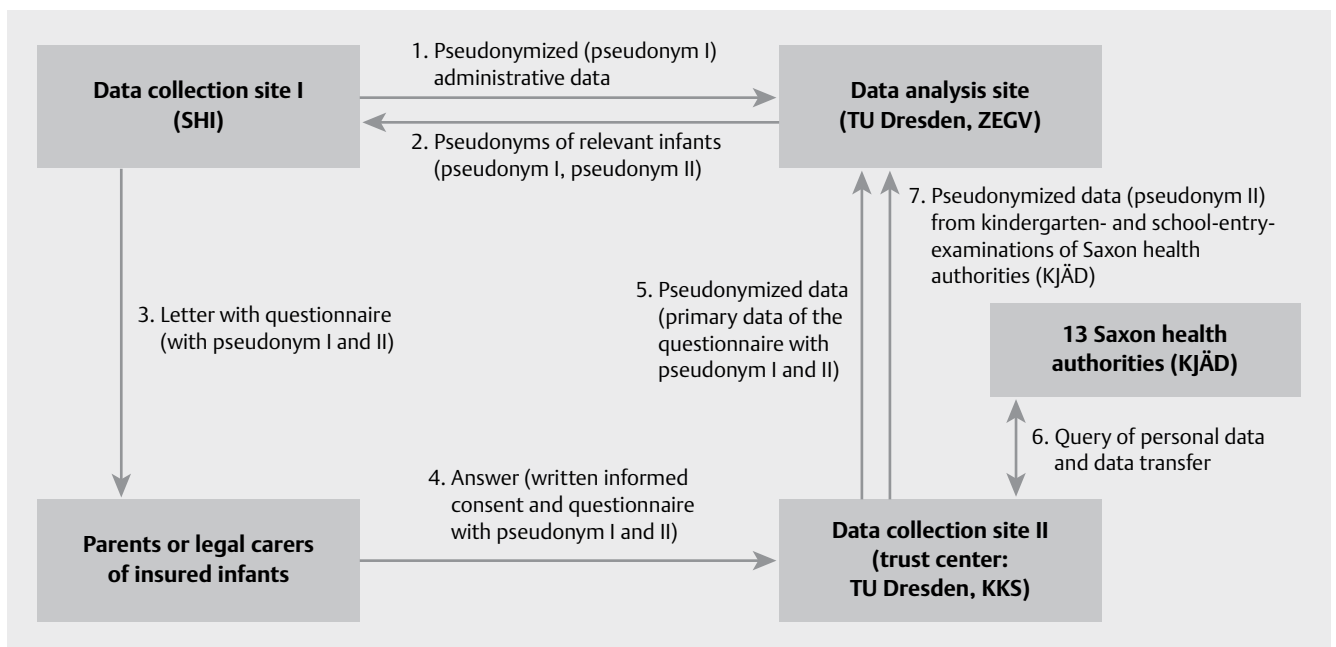 Data collection site I
(SHI)
1. Pseudonymized (pseudonym I)
administrative data
2. Pseudonyms of relevant infants
(pseudonym I, pseudonym II)
Data analysis site
(TU Dresden, ZEGV)
3. Letter with questionnaire
(with pseudonym I and II)
Parents or legal carers
of insured infants
4. Answer (written informed
consent and questionnaire
with pseudonym I and II)
Data collection site II
(trust center:
TU Dresden, KKS)
5. Pseudonymized data
(primary data of the
questionnaire with
pseudonym I and II)
6. Query of personal data
and data transfer
13 Saxon health
authorities (KJÄD)
7. Pseudonymized data (pseudonym II)
from kindergarten- and school-entry-
examinations of Saxon health
authorities (KJÄD)